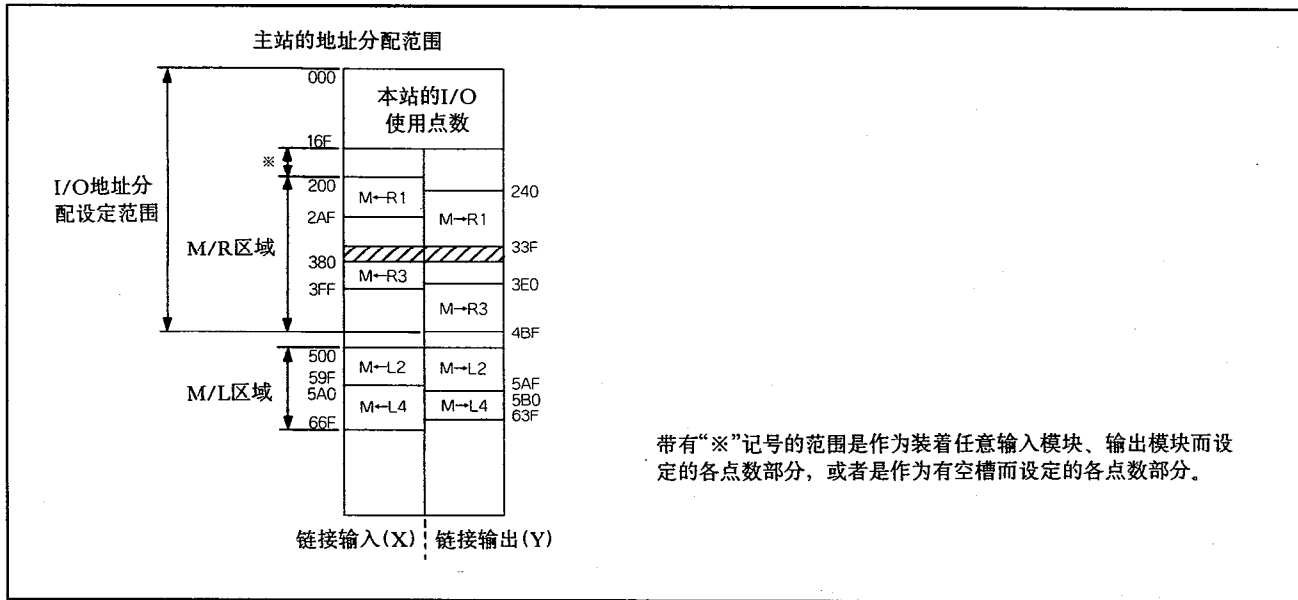 主站的地址分配范围
000
本站的I/O
使用点数
16F
※
I/O地址分
配设定范围
200
M←R1
240
2AF
M→R1
M/R区域
33F
380
M←R3
3E0
3FF
M→R3
4BF
500
M←L2
M→L2
59F
5AF
M/L区域
5A0
M←L4
5B0
M→L4
63F
66F
带有“※”记号的范围是作为装着任意输入模块、输出模块而设
定的各点数部分，或者是作为有空槽而设定的各点数部分。
链接输入(X)
链接输出(Y)